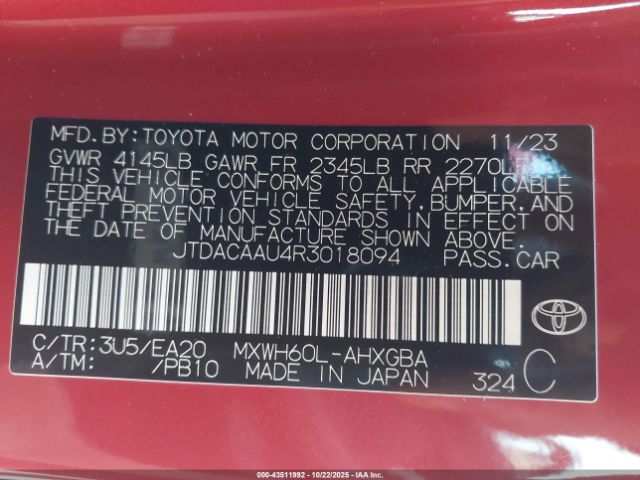 MFD.BY:TOYOTA MOTOR CORPORATION 11/23
GVWR 4145LB GAWR FR 2345LB RR 2270LB
THIS VEHICLE CONFORMS TO ALL APPLICABLE
FEDERAL MOTOR VEHICLE SAFETY,BUMPER,AND
THEFT PREVENTION STANDARDS IN EFFECT ON
THE DATE OF MANUFACTURE SHOWN ABOVE.
JTDACAAU4R3018094 PASS.CAR
C/TR:3U5/EA20 MXWH60L-AHXGBA
A/TM: /PB10 MADE IN JAPAN 324 C
000-43511992 - 10/22/2025 - IAA Inc.